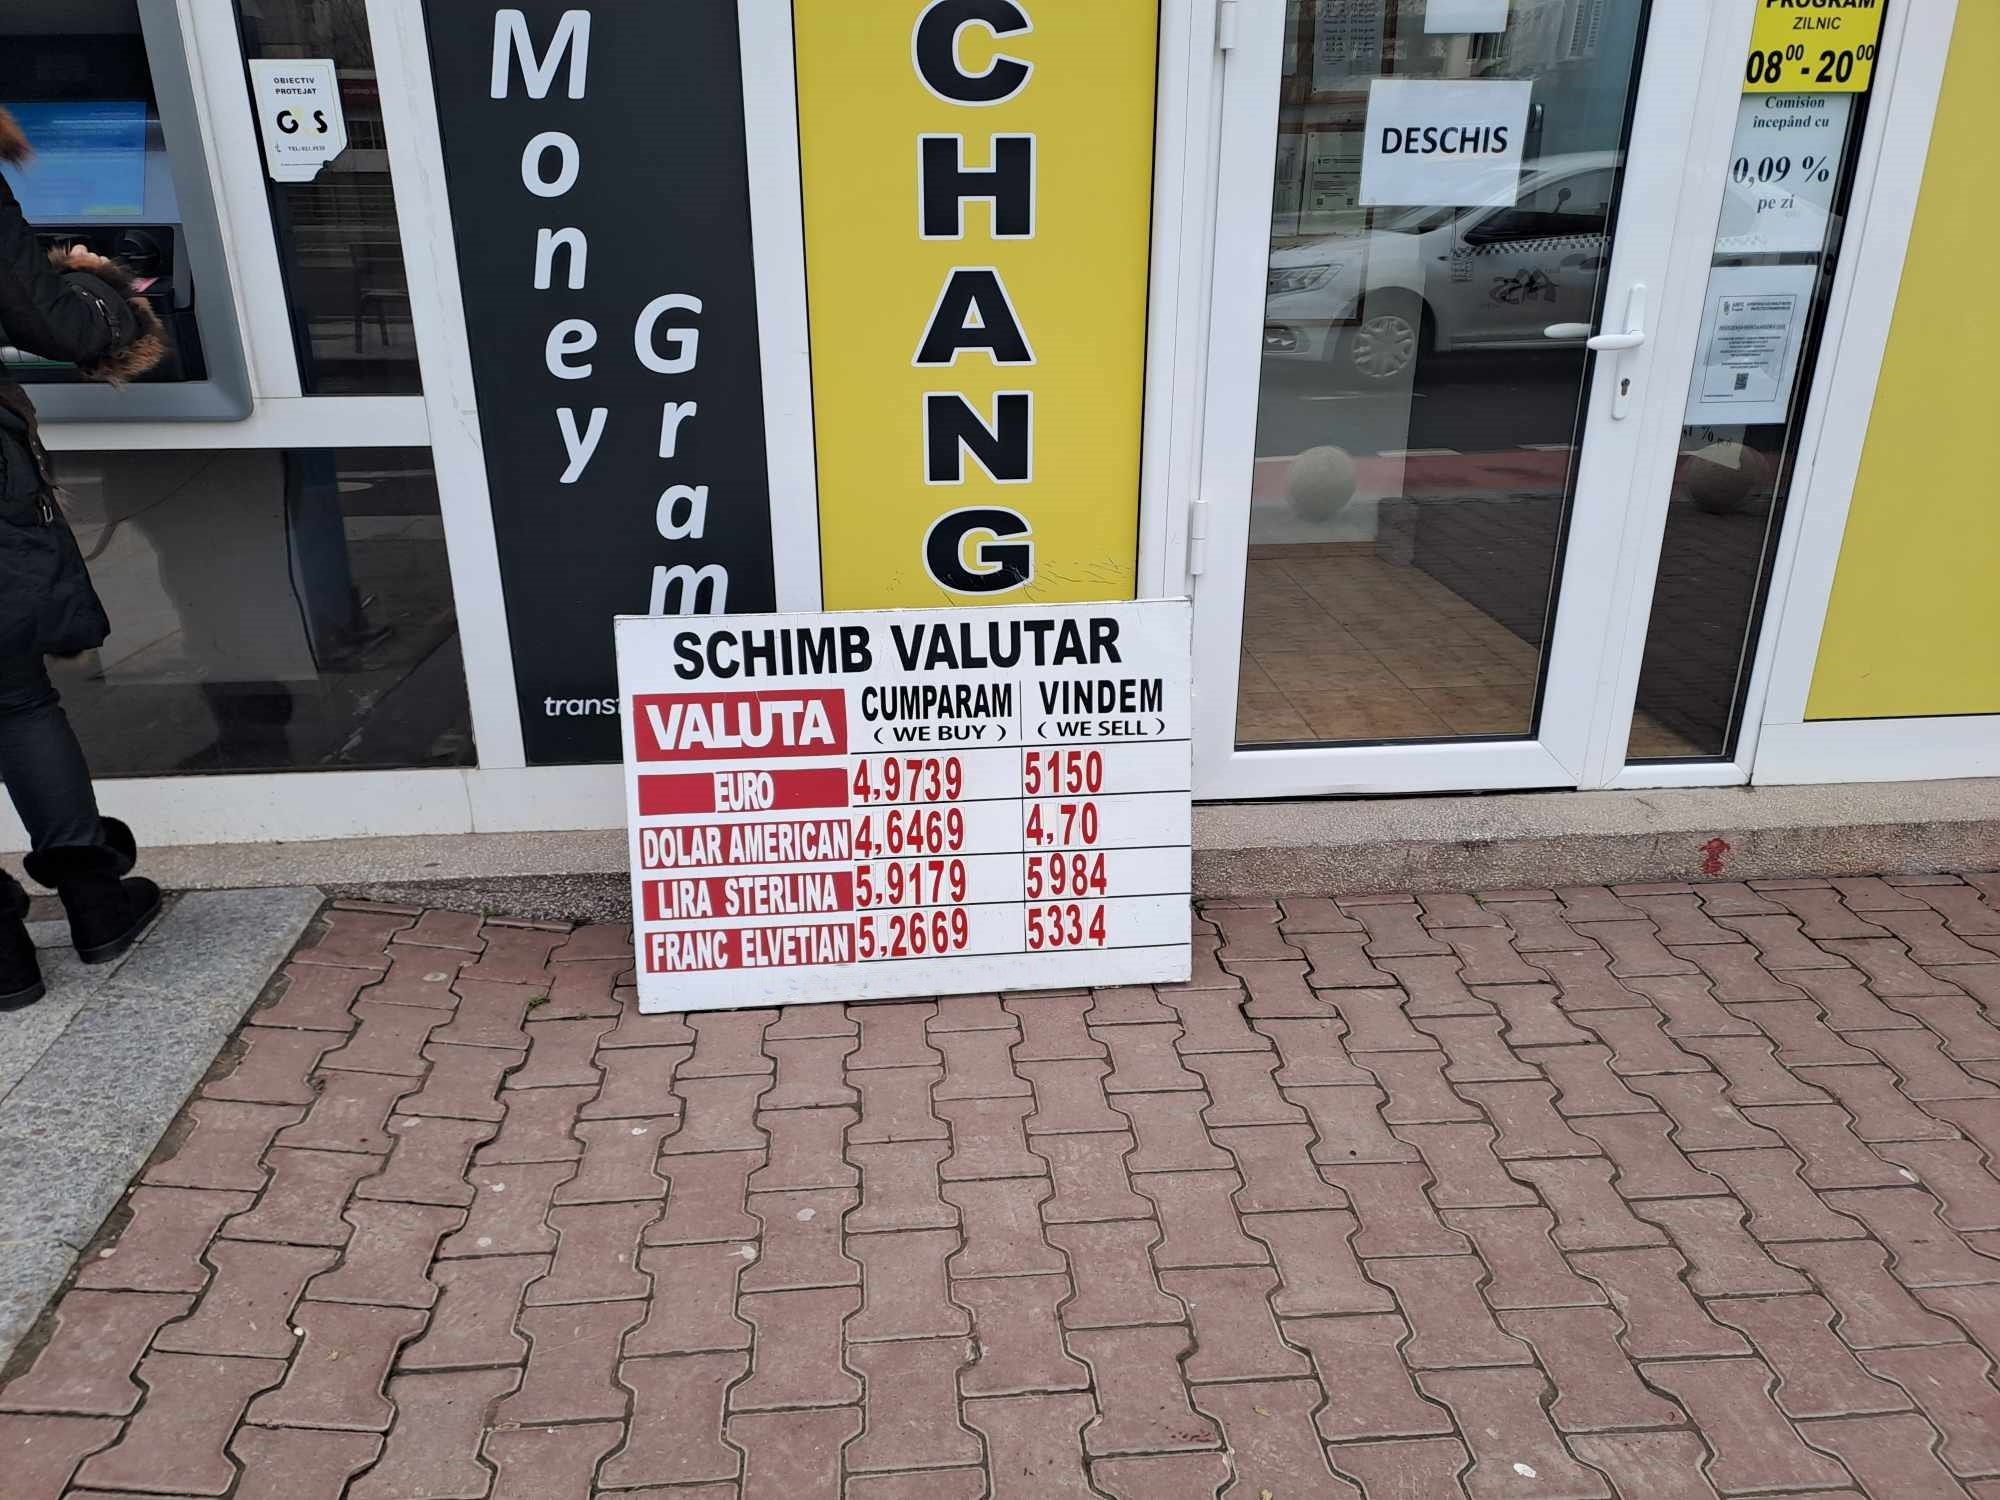 OBIECTIV
PROTEJAT
G4S
Money
Gram
CHANG
DESCHIS
PROGRAM
ZILNIC
08⁰⁰ - 20⁰⁰
Comision
începând cu
0,09 %
pe zi
SCHIMB VALUTAR
VALUTA CUMPARAM VINDEM
( WE BUY ) ( WE SELL )
EURO 4,9739 5150
DOLAR AMERICAN 4,6469 4,70
LIRA STERLINA 5,9179 5984
FRANC ELVETIAN 5,2669 5334